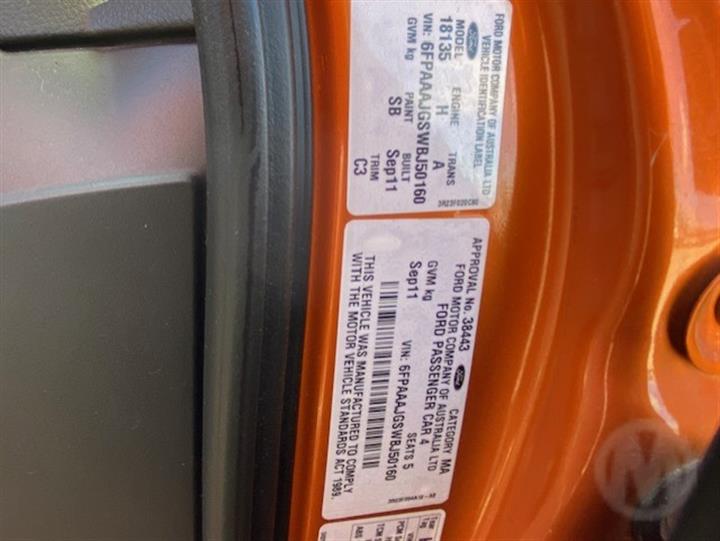 FORD MOTOR COMPANY OF AUSTRALIA LTD
VEHICLE IDENTIFICATION LABEL
Ford
MODEL ENGINE TRANS
18135 H A
VIN: 6FPAAAJGSWBJ50160
GVM kg PAINT BUILT TRIM
SB Sep11 C3
APPROVAL No. 38443 CATEGORY MA
Ford
FORD MOTOR COMPANY OF AUSTRALIA LTD
FORD PASSENGER CAR 4
GVM kg SEATS 5
Sep11 VIN: 6FPAAAJGSWBJ50160
THIS VEHICLE WAS MANUFACTURED TO COMPLY
WITH THE MOTOR VEHICLE STANDARDS ACT 1989.
M